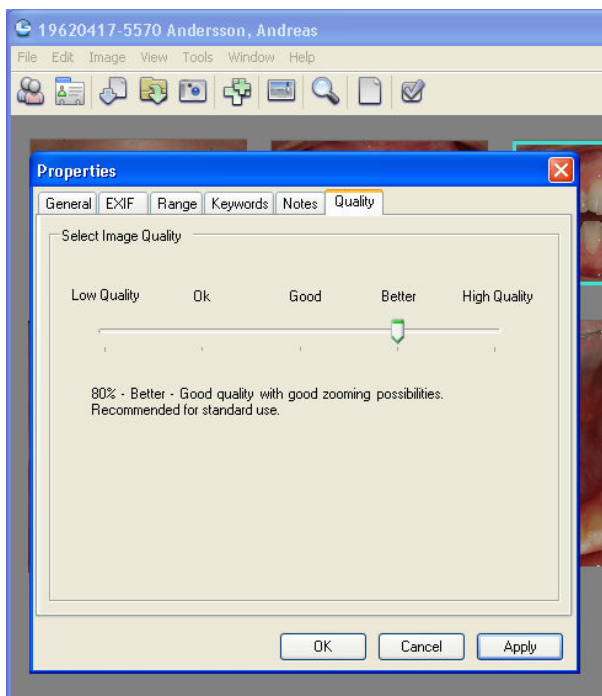 19620417-5570 Andersson, Andreas
File Edit Image View Tools Window Help
Properties
General EXIF Range Keywords Notes Quality
Select Image Quality
Low Quality Ok Good Better High Quality
80% - Better - Good quality with good zooming possibilities.
Recommended for standard use.
OK Cancel Apply